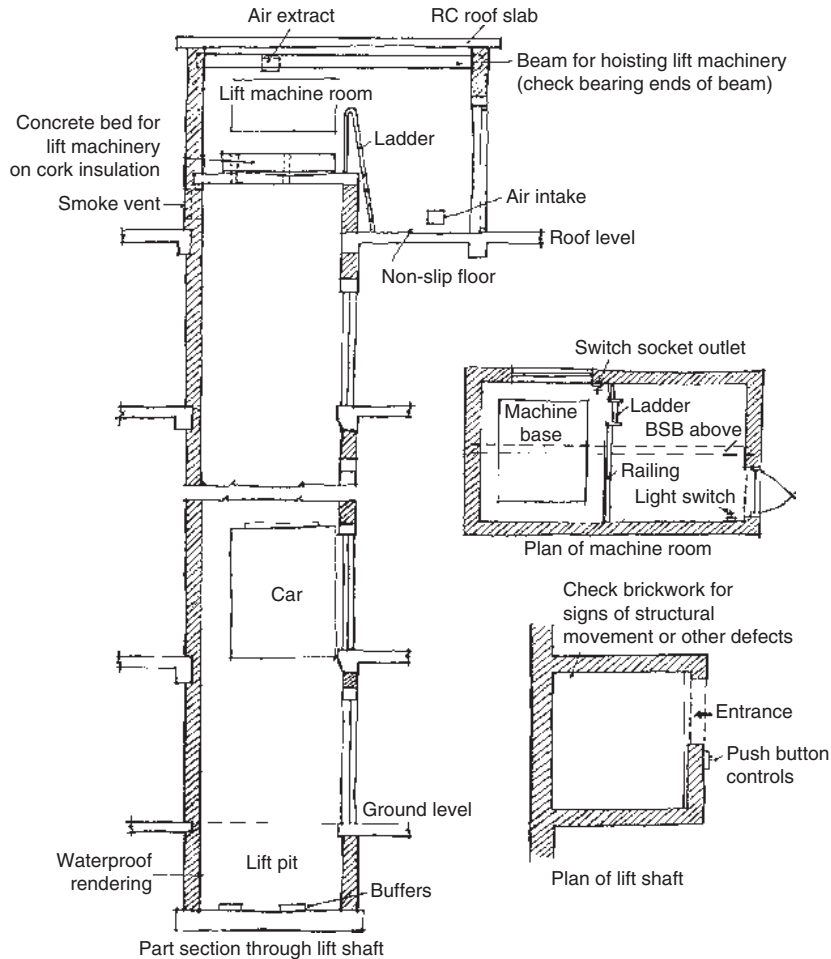 Air extract
RC roof slab
Beam for hoisting lift machinery
(check bearing ends of beam)
Lift machine room
Concrete bed for
lift machinery
on cork insulation
Ladder
Smoke vent
Air intake
Roof level
Non-slip floor
Switch socket outlet
Machine
base
Ladder
BSB above
Railing
Light switch
Plan of machine room
Car
Check brickwork for
signs of structural
movement or other defects
Entrance
Push button
controls
Plan of lift shaft
Ground level
Waterproof
rendering
Lift pit
Buffers
Part section through lift shaft